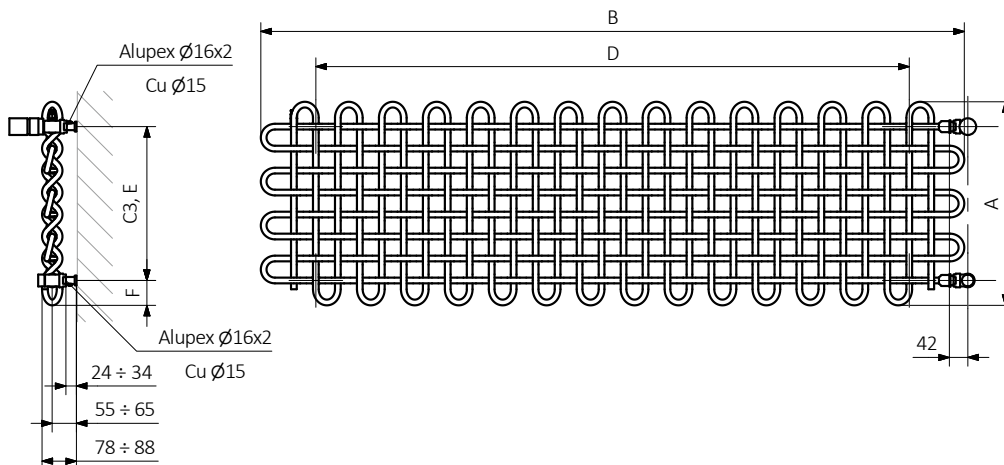 B
Alupex Ø16x2
Cu Ø15
D
C3, E
A
F
Alupex Ø16x2
Cu Ø15
42
24 ÷ 34
55 ÷ 65
78 ÷ 88